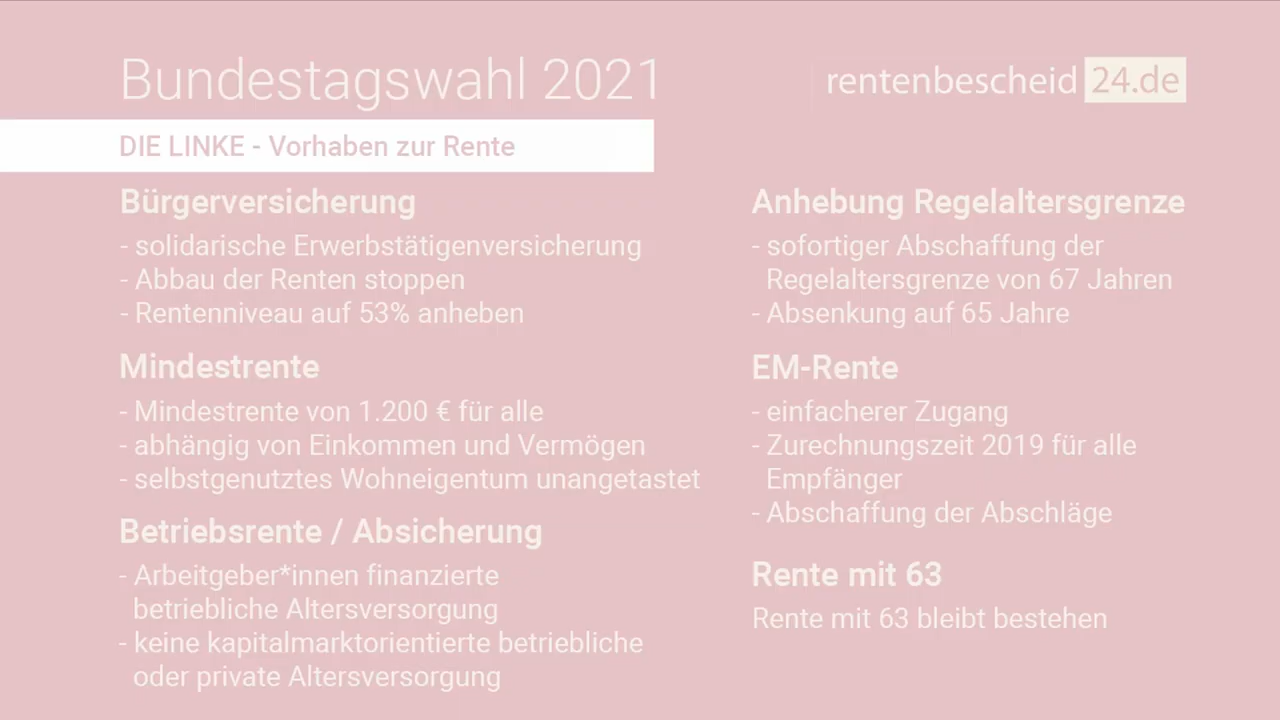 Bundestagswahl 2021
rentenbescheid 24.de
DIE LINKE - Vorhaben zur Rente
Bürgerversicherung
- solidarische Erwerbstätigenversicherung
- Abbau der Renten stoppen
- Rentenniveau auf 53% anheben
Mindestrente
- Mindestrente von 1.200 € für alle
- abhängig von Einkommen und Vermögen
- selbstgenutztes Wohneigentum unangetastet
Betriebsrente / Absicherung
- Arbeitgeber*innen finanzierte
betriebliche Altersversorgung
- keine kapitalmarktorientierte betriebliche
oder private Altersversorgung
Anhebung Regelaltersgrenze
- sofortiger Abschaffung der
Regelaltersgrenze von 67 Jahren
- Absenkung auf 65 Jahre
EM-Rente
- einfacherer Zugang
- Zurechnungszeit 2019 für alle
Empfänger
- Abschaffung der Abschläge
Rente mit 63
Rente mit 63 bleibt bestehen